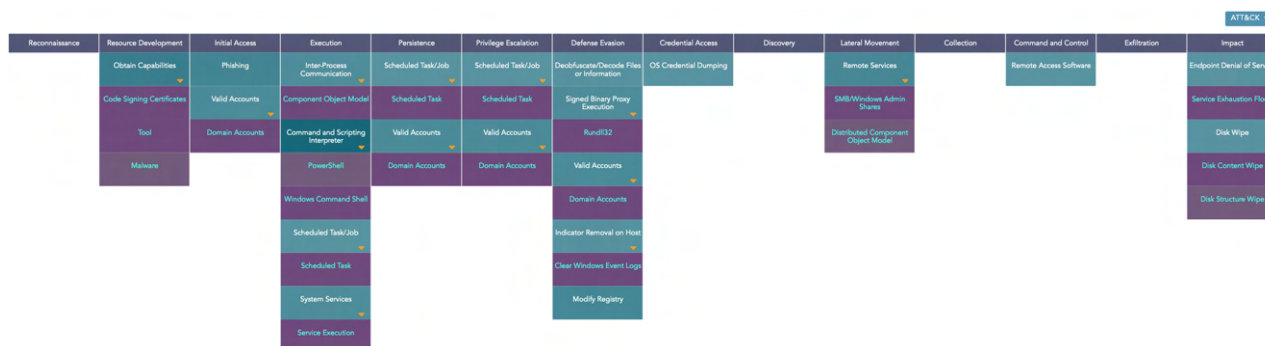 ATT&CK
Reconnaissance
Resource Development
Initial Access
Execution
Persistence
Privilege Escalation
Defense Evasion
Credential Access
Discovery
Lateral Movement
Collection
Command and Control
Exfiltration
Impact
Obtain Capabilities
Code Signing Certificates
Tool
Malware
Phishing
Valid Accounts
Domain Accounts
Inter-Process
Communication
Component Object Model
Command and Scripting
Interpreter
PowerShell
Windows Command Shell
Scheduled Task/Job
Scheduled Task
System Services
Service Execution
Scheduled Task/Job
Scheduled Task
Valid Accounts
Domain Accounts
Scheduled Task/Job
Scheduled Task
Valid Accounts
Domain Accounts
Deobfuscate/Decode Files
or Information
Signed Binary Proxy
Execution
Rundll32
Valid Accounts
Domain Accounts
Indicator Removal on Host
Clear Windows Event Logs
Modify Registry
OS Credential Dumping
Remote Services
SMB/Windows Admin
Shares
Distributed Component
Object Model
Remote Access Software
Endpoint Denial of Serv
Service Exhaustion Flo
Disk Wipe
Disk Content Wipe
Disk Structure Wipe